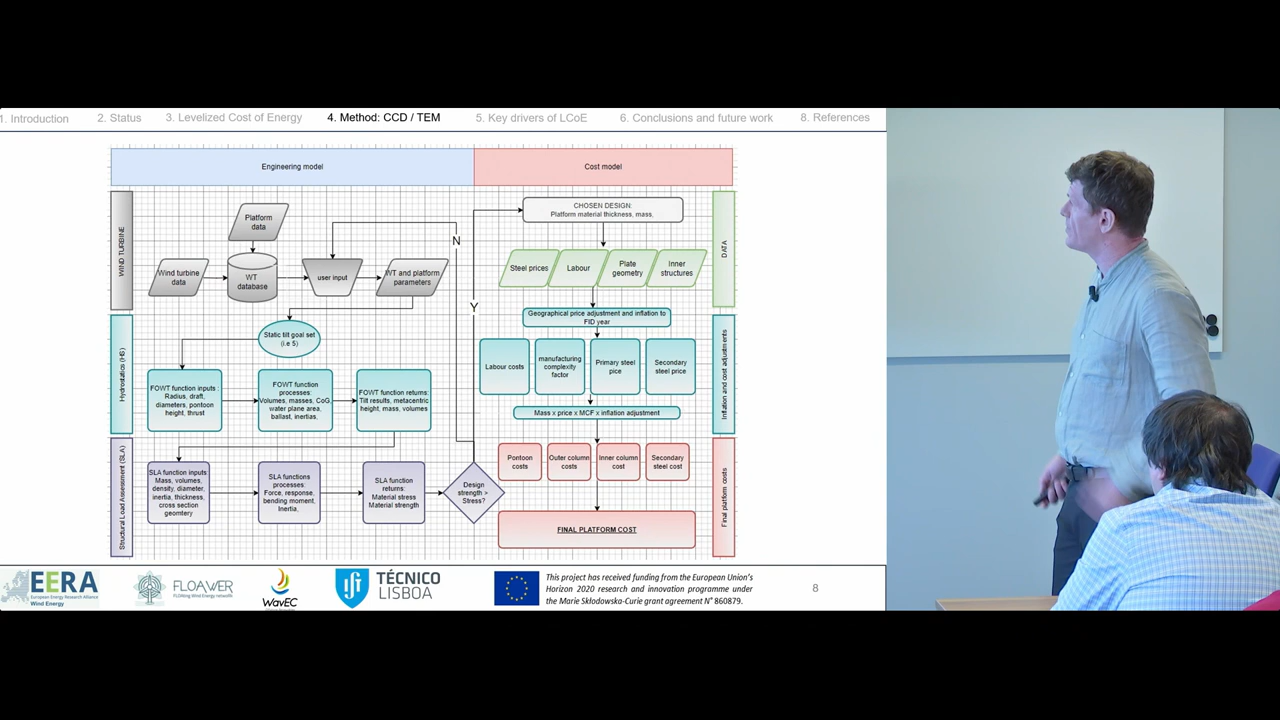 1. Introduction
2. Status
3. Levelized Cost of Energy
4. Method: CCD / TEM
5. Key drivers of LCoE
6. Conclusions and future work
8. References
Engineering model
Cost model
WIND TURBINE
Platform
data
Wind turbine
data
WT
database
user input
WT and platform
parameters
N
Y
CHOSEN DESIGN:
Platform material thickness, mass,
Steel prices
Labour
Plate
geometry
Inner
structures
DATA
Geographical price adjustment and inflation to
FID year
Hydrostatics (HS)
Static tilt goal set
(i.e 5)
FOWT function inputs :
Radius, draft,
diameters, pontoon
height, thrust
FOWT function
processes:
Volumes, masses, CoG,
water plane area,
ballast, inertias,
FOWT function returns:
Tilt results, metacentric
height, mass, volumes
Labour costs
manufacturing
complexity
factor
Primary steel
pice
Secondary
steel price
Mass x price x MCF x inflation adjustment
Inflation and cost adjustments
Structural Load Assessment (SLA)
SLA function inputs:
Mass, volumes,
density, diameter,
inertia, thickness,
cross section
geomtery
SLA functions
processes:
Force, response,
bending moment,
Inertia,
SLA function
returns:
Material stress
Material strength
Design
strength >
Stress?
Pontoon
costs
Outer column
costs
Inner column
cost
Secondary
steel cost
FINAL PLATFORM COST
Final platform costs
EERA
European Energy Research Alliance
Wind Energy
FLOAWER
FLOating Wind Energy netwoRk
WavEC
TÉCNICO
LISBOA
This project has received funding from the European Union's
Horizon 2020 research and innovation programme under
the Marie Sklodowska-Curie grant agreement N° 860879.
8